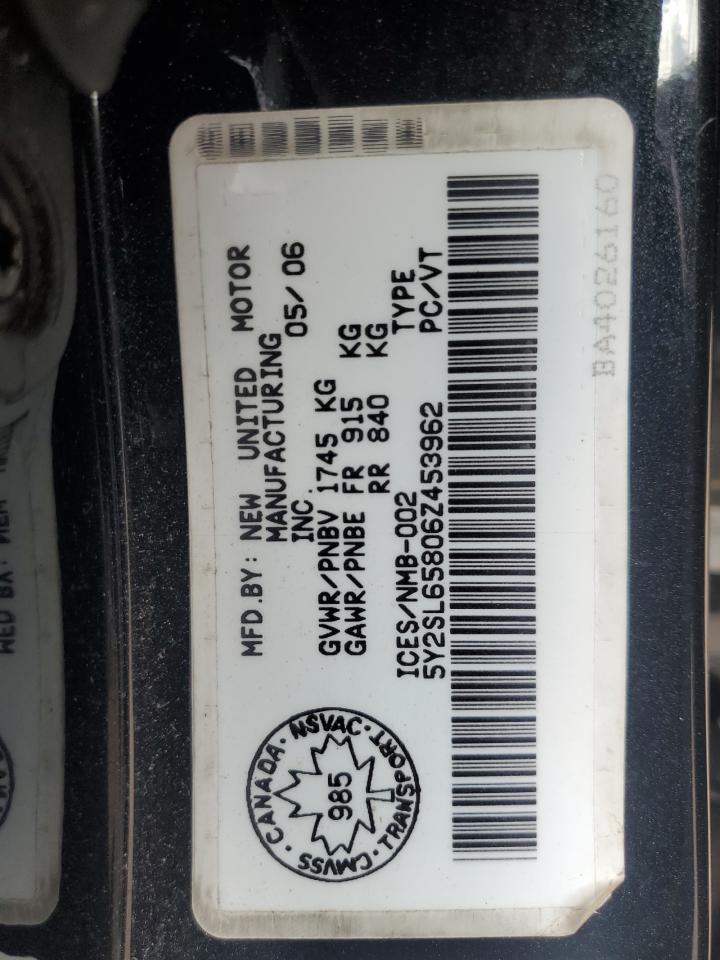 MFD.BY: NEW UNITED MOTOR
MANUFACTURING
INC. 05/06
GVWR/PNBV 1745 KG
GAWR/PNBE FR 915 KG
RR 840 KG
ICES/NMB-002 TYPE
5Y2SL65806Z453962 PC/VT
CANADA · NSVAC · TRANSPORT · CMVSS ·
985
BA4026160